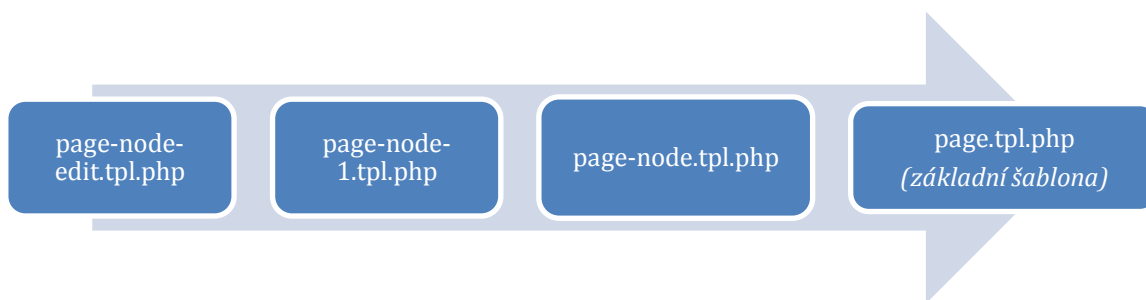 page-node-
edit.tpl.php
page-node-
1.tpl.php
page-node.tpl.php
page.tpl.php
(základní šablona)